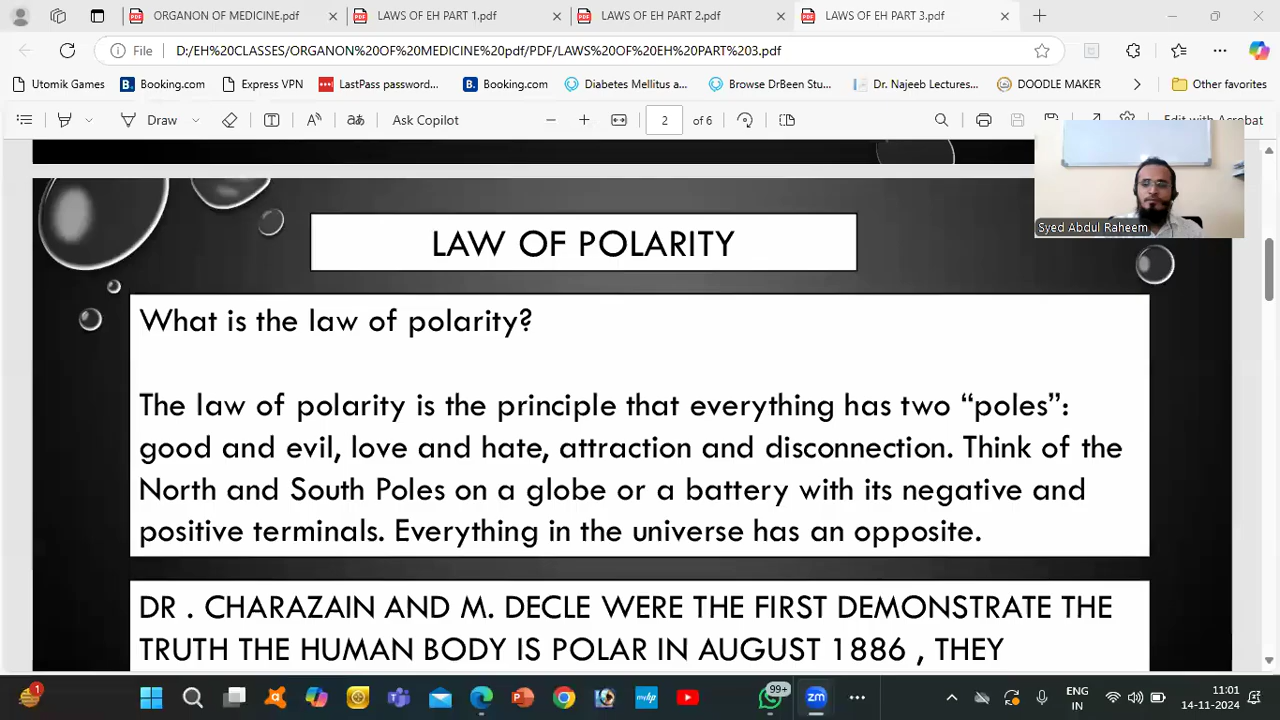 ORGANON OF MEDICINE.pdf
LAWS OF EH PART 1.pdf
LAWS OF EH PART 2.pdf
LAWS OF EH PART 3.pdf
File
D:/EH%20CLASSES/ORGANON%20OF%20MEDICINE%20pdf/PDF/LAWS%20OF%20EH%20PART%203.pdf
Utomik Games
Booking.com
Express VPN
LastPass password...
Booking.com
Diabetes Mellitus a...
Browse DrBeen Stu...
Dr. Najeeb Lectures...
DOODLE MAKER
Other favorites
Draw
Ask Copilot
2
of 6
Edit with Acrobat
Syed Abdul Raheem
LAW OF POLARITY
What is the law of polarity?
The law of polarity is the principle that everything has two “poles”:
good and evil, love and hate, attraction and disconnection. Think of the
North and South Poles on a globe or a battery with its negative and
positive terminals. Everything in the universe has an opposite.
DR . CHARAZAIN AND M. DECLE WERE THE FIRST DEMONSTRATE THE
TRUTH THE HUMAN BODY IS POLAR IN AUGUST 1886 , THEY
1
99+
zm
ENG
IN
11:01
14-11-2024